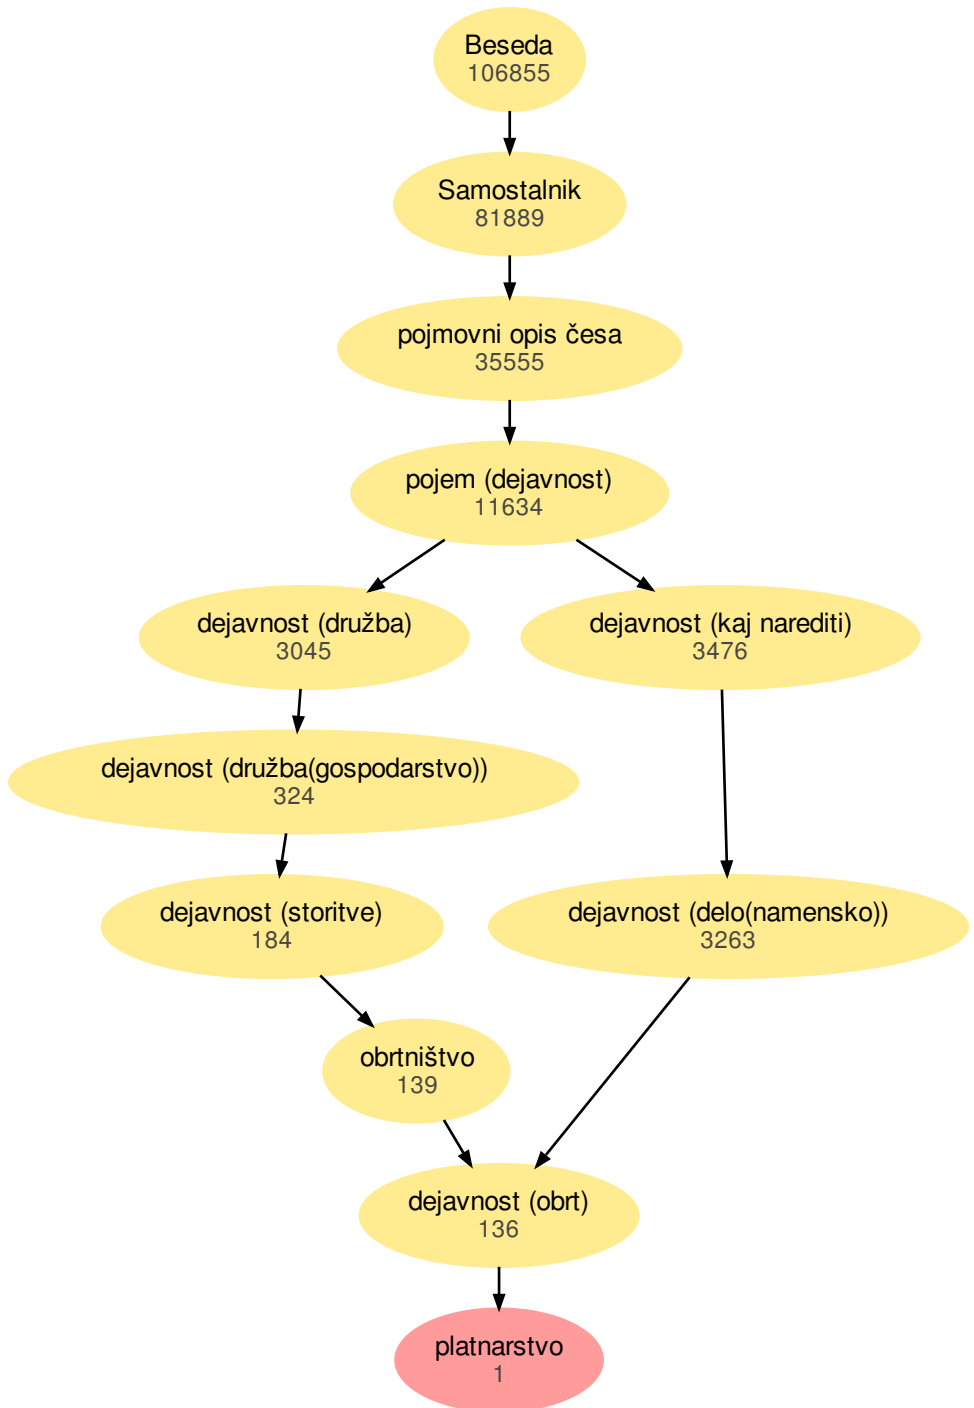 Beseda
106855
Samostalnik
81889
pojmovni opis česa
35555
pojem (dejavnost)
11634
dejavnost (družba)
3045
dejavnost (kaj narediti)
3476
dejavnost (družba(gospodarstvo))
324
dejavnost (storitve)
184
dejavnost (delo(namensko))
3263
obrtništvo
139
dejavnost (obrt)
136
platnarstvo
1